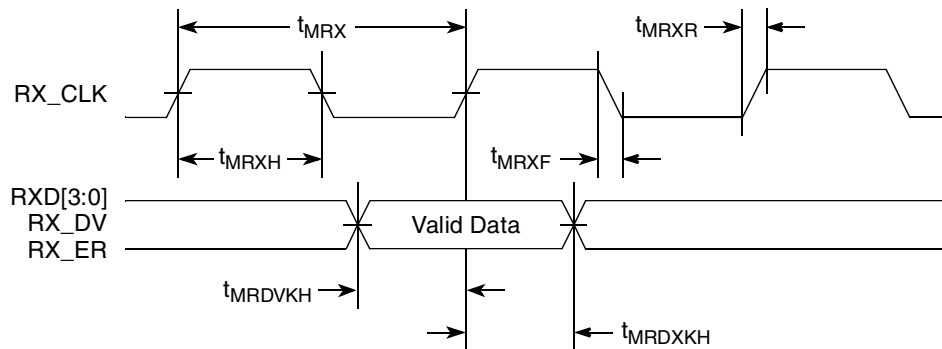 tMRX
tMRXR
RX_CLK
tMRXH
tMRXF
RXD[3:0]
RX_DV
Valid Data
RX_ER
tMRDVKH
tMRDXKH